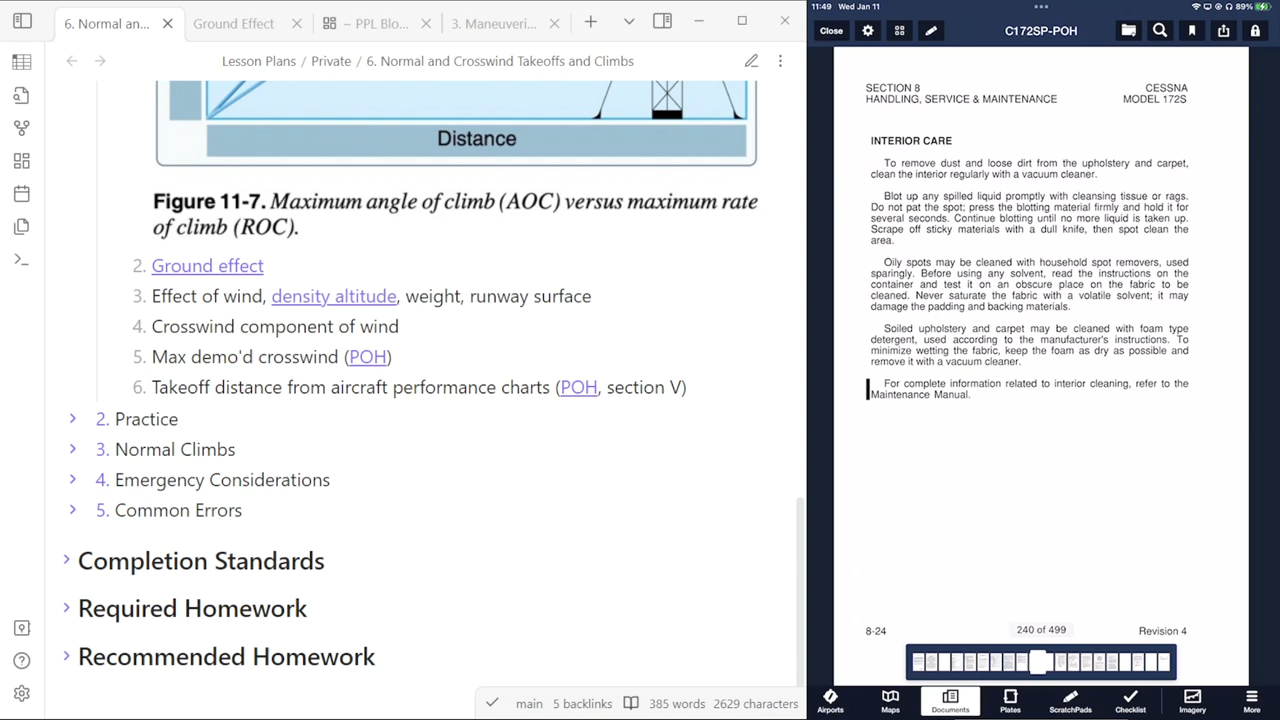 6. Normal an...
Ground Effect
~ PPL Blo...
3. Maneuveri...
Lesson Plans / Private / 6. Normal and Crosswind Takeoffs and Climbs
Distance
Figure 11-7. Maximum angle of climb (AOC) versus maximum rate
of climb (ROC).
2. Ground effect
3. Effect of wind, density altitude, weight, runway surface
4. Crosswind component of wind
5. Max demo'd crosswind (POH)
6. Takeoff distance from aircraft performance charts (POH, section V)
2. Practice
3. Normal Climbs
4. Emergency Considerations
5. Common Errors
Completion Standards
Required Homework
Recommended Homework
main 5 backlinks 385 words 2629 characters
11:49 Wed Jan 11
89%
Close
C172SP-POH
SECTION 8
HANDLING, SERVICE & MAINTENANCE
CESSNA
MODEL 172S
INTERIOR CARE
To remove dust and loose dirt from the upholstery and carpet,
clean the interior regularly with a vacuum cleaner.
Blot up any spilled liquid promptly with cleansing tissue or rags.
Do not pat the spot; press the blotting material firmly and hold it for
several seconds. Continue blotting until no more liquid is taken up.
Scrape off sticky materials with a dull knife, then spot clean the
area.
Oily spots may be cleaned with household spot removers, used
sparingly. Before using any solvent, read the instructions on the
container and test it on an obscure place on the fabric to be
cleaned. Never saturate the fabric with a volatile solvent; it may
damage the padding and backing materials.
Soiled upholstery and carpet may be cleaned with foam type
detergent, used according to the manufacturer's instructions. To
minimize wetting the fabric, keep the foam as dry as possible and
remove it with a vacuum cleaner.
For complete information related to interior cleaning, refer to the
Maintenance Manual.
8-24
240 of 499
Revision 4
Airports
Maps
Documents
Plates
ScratchPads
Checklist
Imagery
More